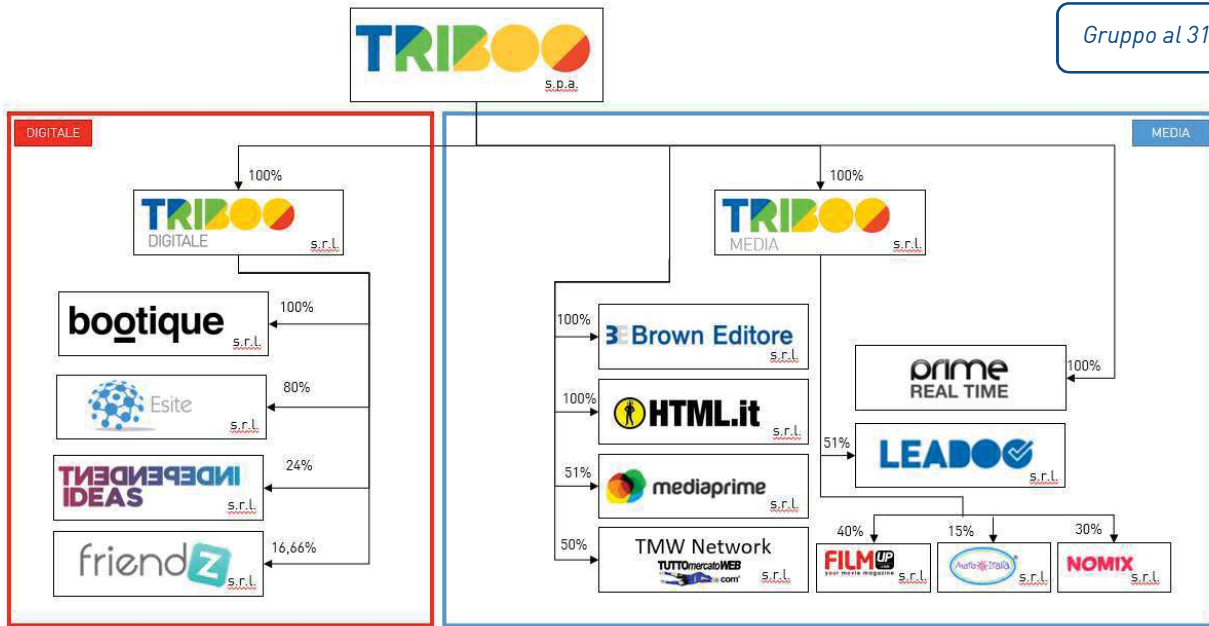 TRIBOO
s.p.a.
Gruppo al 31
DIGITALE
MEDIA
100%
TRIBOO
DIGITALE
s.r.l.
100%
bootique
s.r.l.
80%
Esite
s.r.l.
24%
INDEPENDENT
IDEAS
s.r.l.
16,66%
friendz
s.r.l.
100%
TRIBOO
MEDIA
s.r.l.
100%
3E Brown Editore
s.r.l.
100%
HTML.it
s.r.l.
51%
mediaprime
s.r.l.
50%
TMW Network
TUTTOmercatoWEB
.com
s.r.l.
prime
REAL TIME
100%
51%
LEADOO
s.r.l.
40%
FILMUP
.com
your movie magazine
s.r.l.
15%
s.r.l.
30%
NOMIX
s.r.l.